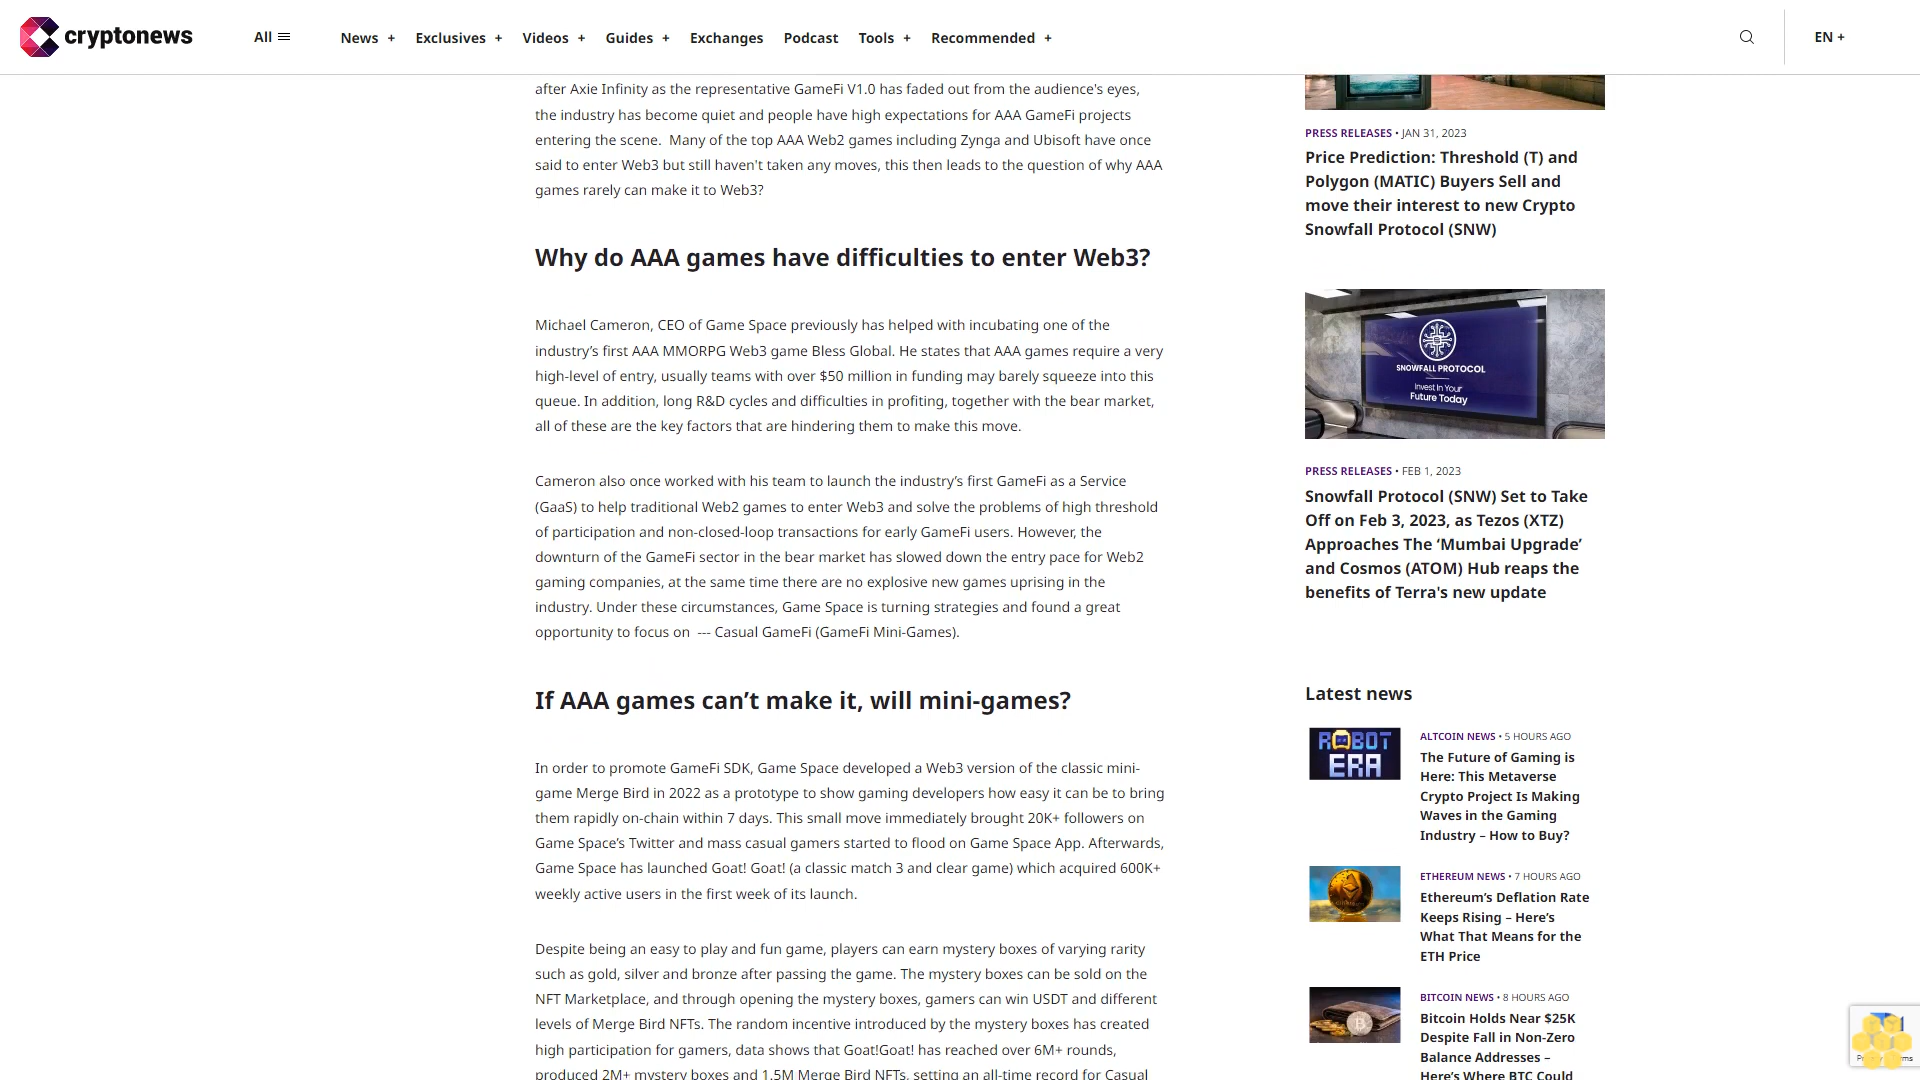 cryptonews
All
News +
Exclusives +
Videos +
Guides +
Exchanges
Podcast
Tools +
Recommended +
EN +
after Axie Infinity as the representative GameFi V1.0 has faded out from the audience's eyes,
the industry has become quiet and people have high expectations for AAA GameFi projects
entering the scene.  Many of the top AAA Web2 games including Zynga and Ubisoft have once
said to enter Web3 but still haven't taken any moves, this then leads to the question of why AAA
games rarely can make it to Web3?
Why do AAA games have difficulties to enter Web3?
Michael Cameron, CEO of Game Space previously has helped with incubating one of the
industry’s first AAA MMORPG Web3 game Bless Global. He states that AAA games require a very
high-level of entry, usually teams with over $50 million in funding may barely squeeze into this
queue. In addition, long R&D cycles and difficulties in profiting, together with the bear market,
all of these are the key factors that are hindering them to make this move.
Cameron also once worked with his team to launch the industry’s first GameFi as a Service
(GaaS) to help traditional Web2 games to enter Web3 and solve the problems of high threshold
of participation and non-closed-loop transactions for early GameFi users. However, the
downturn of the GameFi sector in the bear market has slowed down the entry pace for Web2
gaming companies, at the same time there are no explosive new games uprising in the
industry. Under these circumstances, Game Space is turning strategies and found a great
opportunity to focus on  --- Casual GameFi (GameFi Mini-Games).
If AAA games can’t make it, will mini-games?
In order to promote GameFi SDK, Game Space developed a Web3 version of the classic mini-
game Merge Bird in 2022 as a prototype to show gaming developers how easy it can be to bring
them rapidly on-chain within 7 days. This small move immediately brought 20K+ followers on
Game Space’s Twitter and mass casual gamers started to flood on Game Space App. Afterwards,
Game Space has launched Goat! Goat! (a classic match 3 and clear game) which acquired 600K+
weekly active users in the first week of its launch.
Despite being an easy to play and fun game, players can earn mystery boxes of varying rarity
such as gold, silver and bronze after passing the game. The mystery boxes can be sold on the
NFT Marketplace, and through opening the mystery boxes, gamers can win USDT and different
levels of Merge Bird NFTs. The random incentive introduced by the mystery boxes has created
high participation for gamers, data shows that Goat!Goat! has reached over 6M+ rounds,
produced 2M+ mystery boxes and 1.5M Merge Bird NFTs, setting an all-time record for Casual
PRESS RELEASES • JAN 31, 2023
Price Prediction: Threshold (T) and
Polygon (MATIC) Buyers Sell and
move their interest to new Crypto
Snowfall Protocol (SNW)
SNOWFALL PROTOCOL
Invest In Your
Future Today
PRESS RELEASES • FEB 1, 2023
Snowfall Protocol (SNW) Set to Take
Off on Feb 3, 2023, as Tezos (XTZ)
Approaches The ‘Mumbai Upgrade’
and Cosmos (ATOM) Hub reaps the
benefits of Terra's new update
Latest news
ROBOT
ERA
ALTCOIN NEWS • 5 HOURS AGO
The Future of Gaming is
Here: This Metaverse
Crypto Project Is Making
Waves in the Gaming
Industry – How to Buy?
ETHEREUM NEWS • 7 HOURS AGO
Ethereum’s Deflation Rate
Keeps Rising – Here’s
What That Means for the
ETH Price
BITCOIN NEWS • 8 HOURS AGO
Bitcoin Holds Near $25K
Despite Fall in Non-Zero
Balance Addresses –
Here’s Where BTC Could